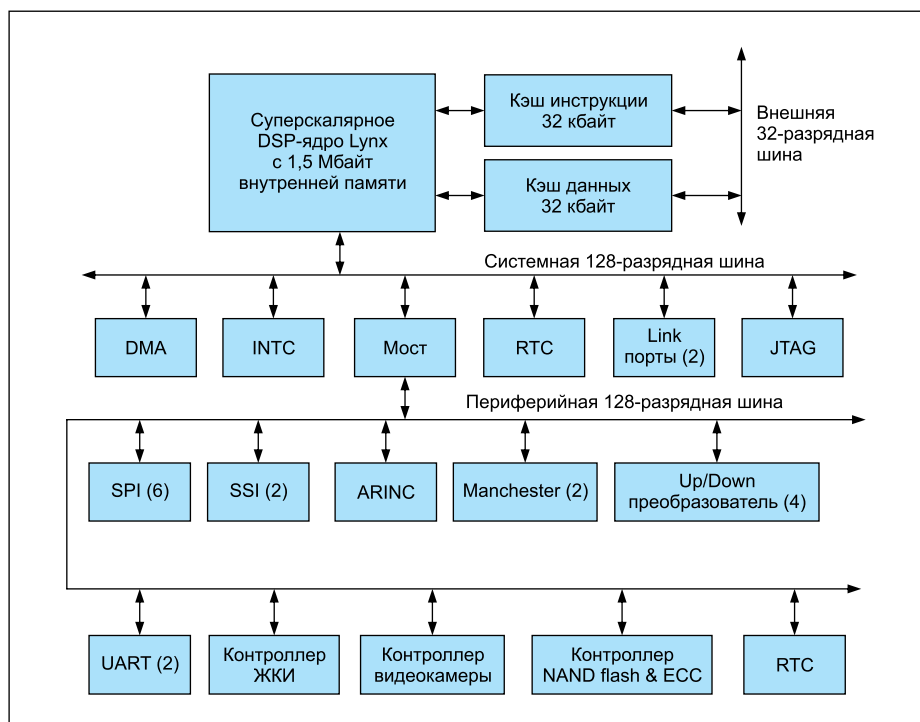 Суперскалярное
DSP-ядро Lynx
с 1,5 Мбайт
внутренней памяти
Кэш инструкции
32 кбайт
Кэш данных
32 кбайт
Внешняя
32-разрядная
шина
Системная 128-разрядная шина
DMA
INTC
Мост
RTC
Link
порты (2)
JTAG
Периферийная 128-разрядная шина
SPI (6)
SSI (2)
ARINC
Manchester (2)
Up/Down
преобразователь (4)
UART (2)
Контроллер
ЖКИ
Контроллер
видеокамеры
Контроллер
NAND flash & ECC
RTC